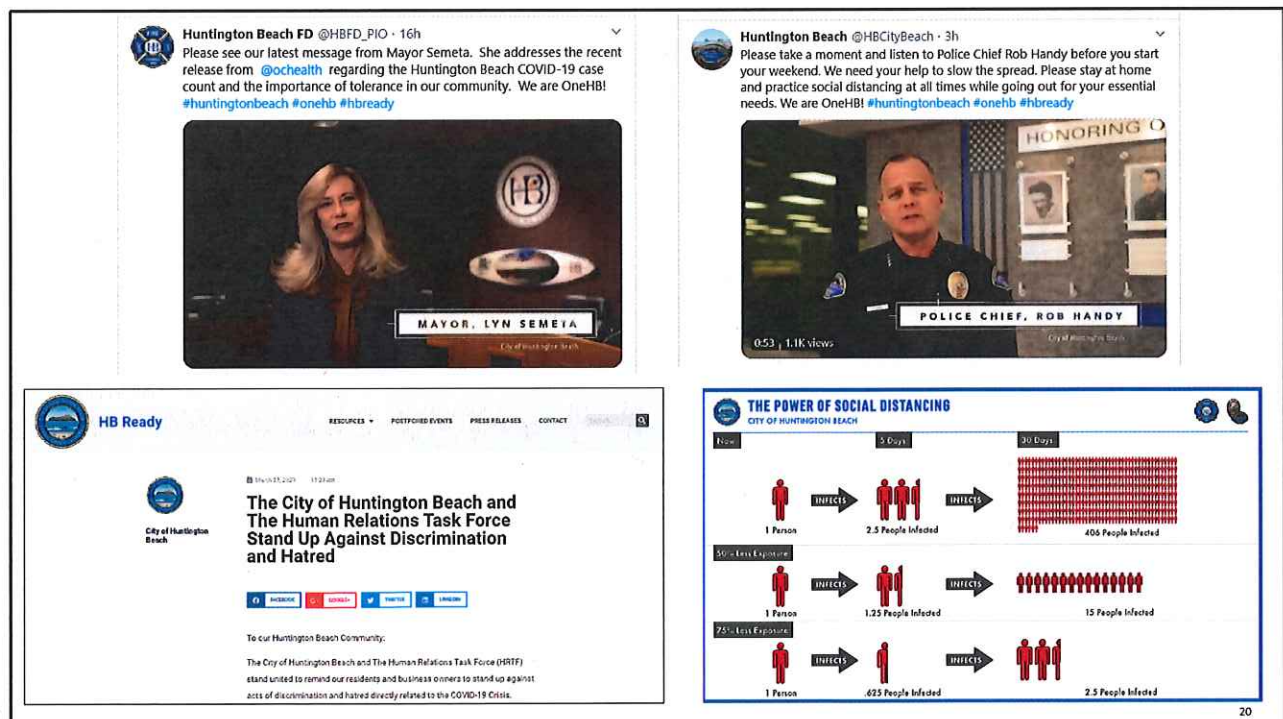 Huntington Beach FD @HBFD_PIO · 16h
Please see our latest message from Mayor Semeta. She addresses the recent
release from @ochealth regarding the Huntington Beach COVID-19 case
count and the importance of tolerance in our community. We are OneHB!
#huntingtonbeach #onehb #hbready
HB
MAYOR, LYN SEMETA
City of Huntington Beach
Huntington Beach @HBCityBeach · 3h
Please take a moment and listen to Police Chief Rob Handy before you start
your weekend. We need your help to slow the spread. Please stay at home
and practice social distancing at all times while going out for your essential
needs. We are OneHB! #huntingtonbeach #onehb #hbready
HONORING O
POLICE CHIEF, ROB HANDY
0:53 1.1K views
City of Huntington Beach
HB Ready
RESOURCES POSTPONED EVENTS PRESS RELEASES CONTACT
City of Huntington
Beach
The City of Huntington Beach and
The Human Relations Task Force
Stand Up Against Discrimination
and Hatred
FACEBOOK GOOGLE+ TWITTER LINKEDIN
To our Huntington Beach Community:
The City of Huntington Beach and The Human Relations Task Force (HRTF)
stand united to remind our residents and business owners to stand up against
acts of discrimination and hatred directly related to the COVID-19 Crisis.
THE POWER OF SOCIAL DISTANCING
CITY OF HUNTINGTON BEACH
Now 5 Days 30 Days
INFECTS INFECTS
1 Person 2.5 People Infected 406 People Infected
50% Less Exposure
INFECTS INFECTS
1 Person 1.25 People Infected 15 People Infected
75% Less Exposure
INFECTS INFECTS
1 Person .625 People Infected 2.5 People Infected
20